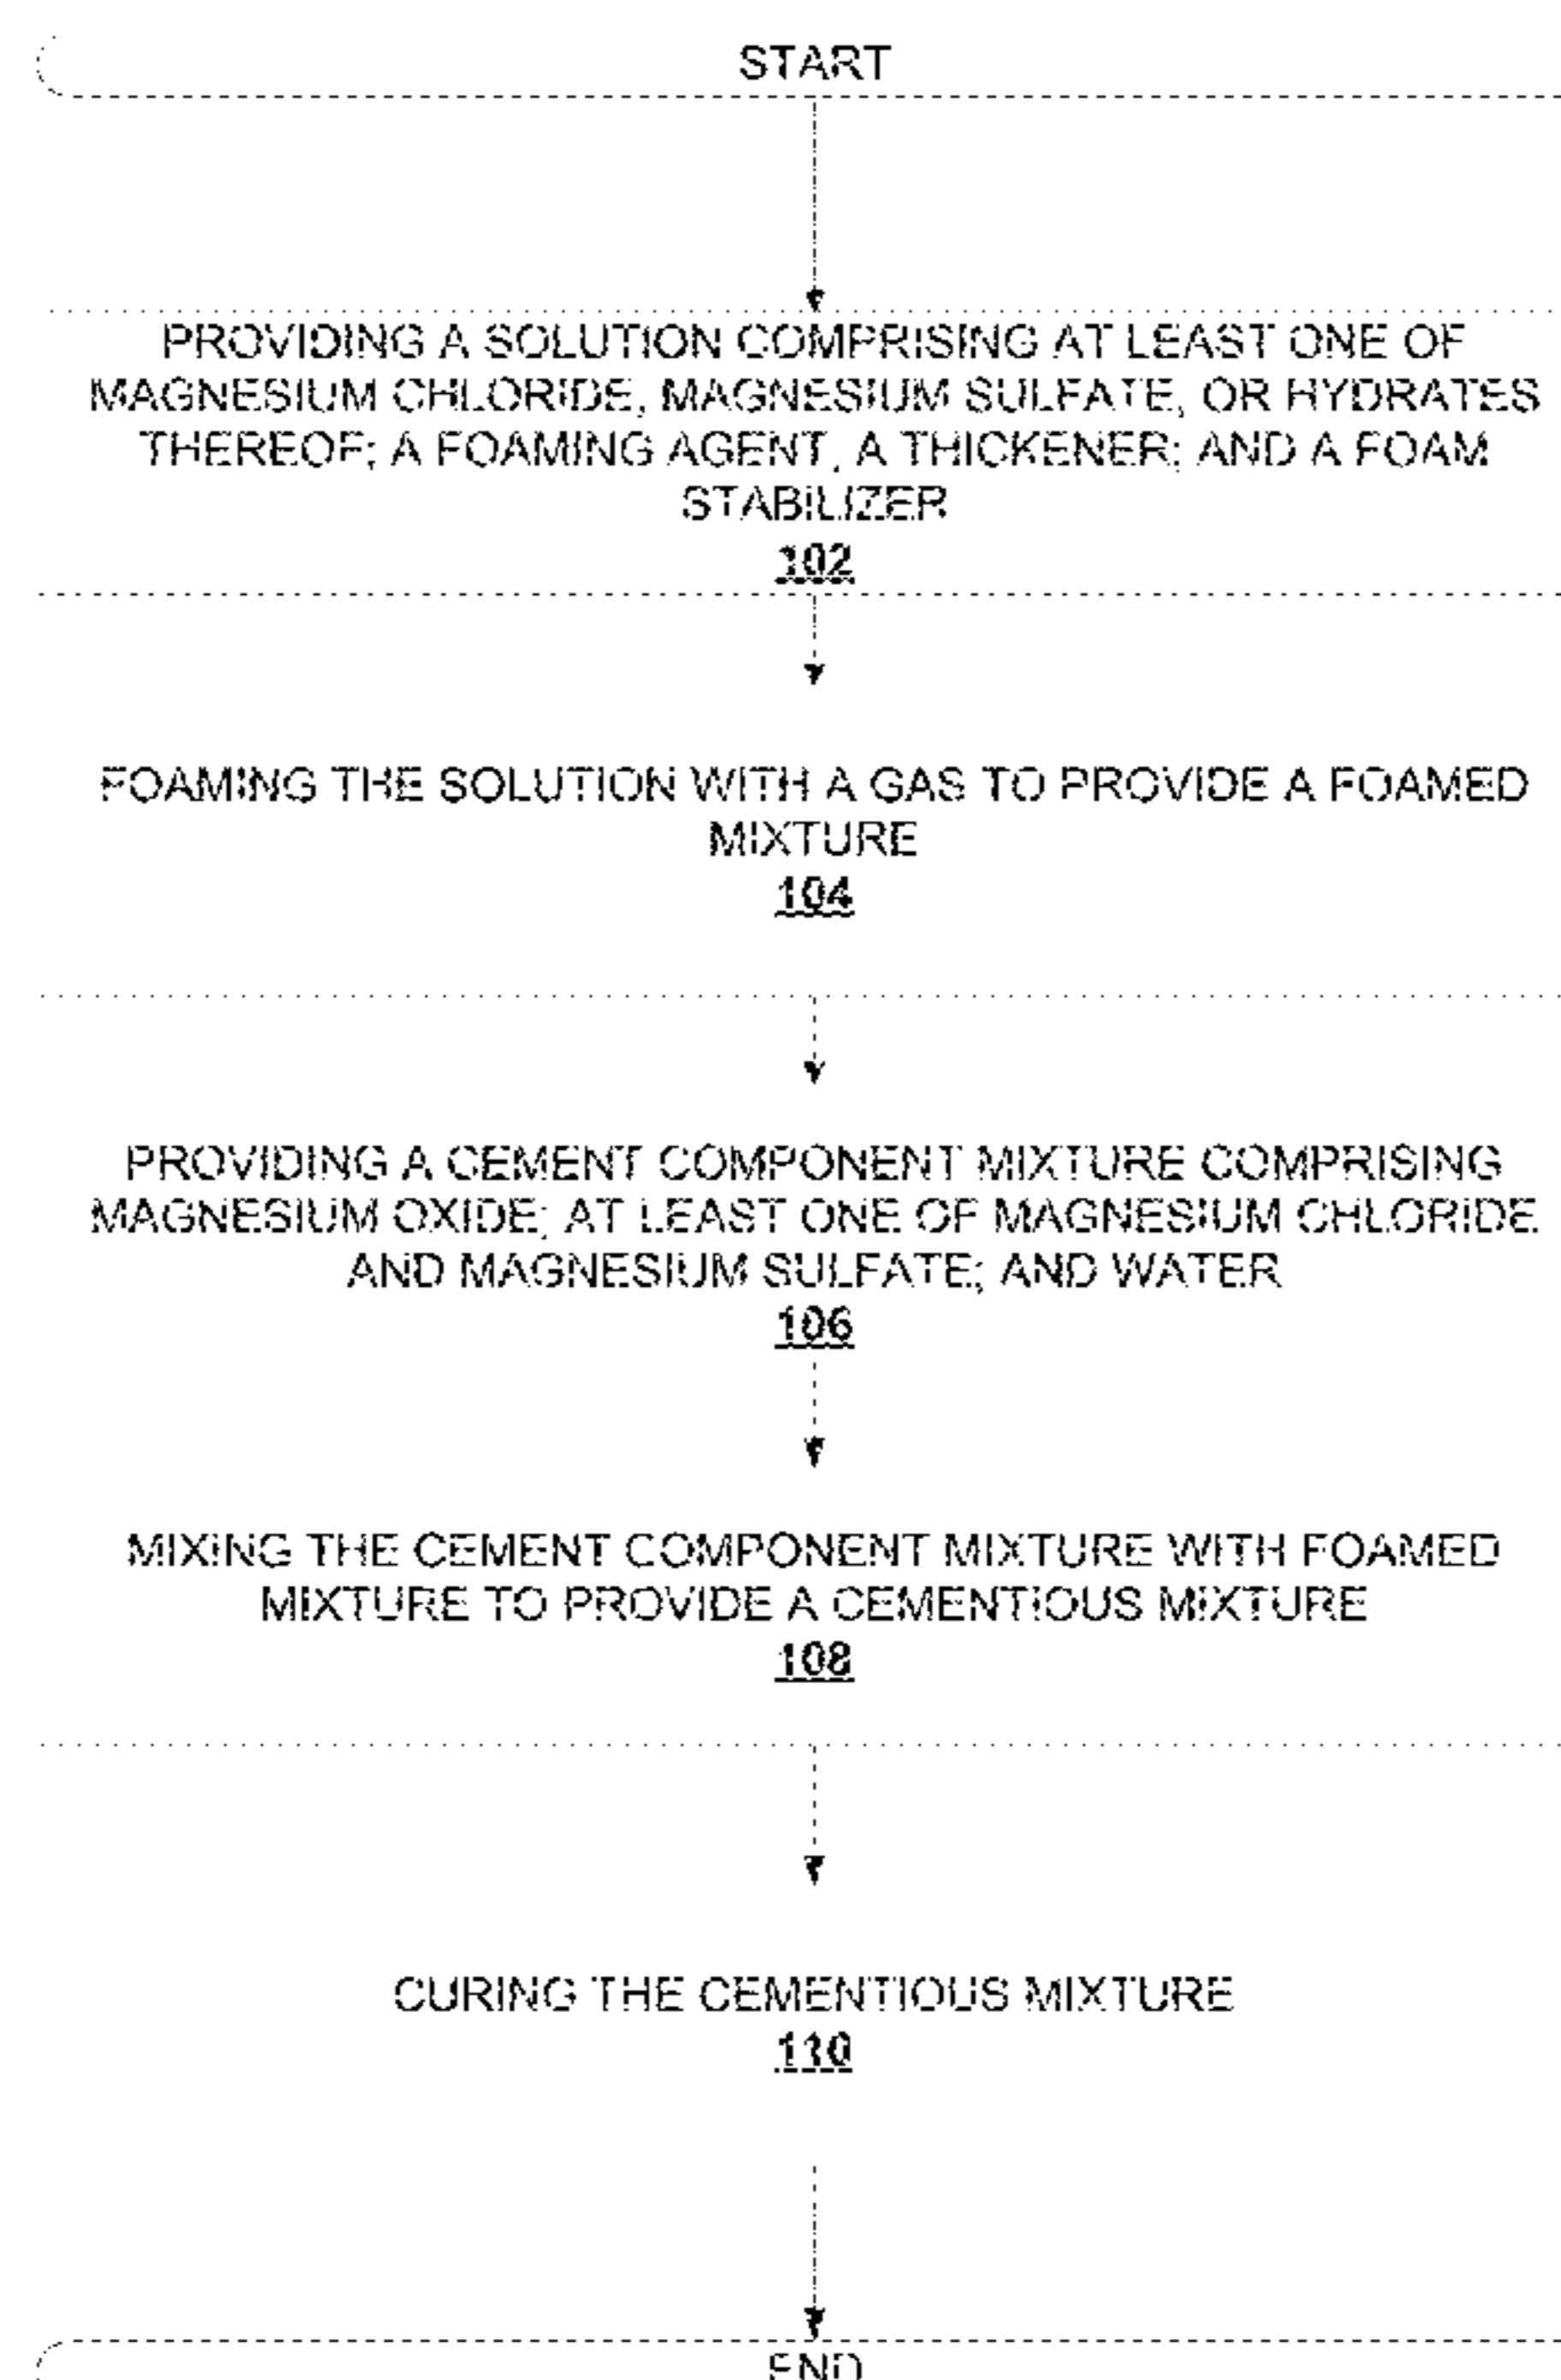 START
PROVIDING A SOLUTION COMPRISING AT LEAST ONE OF
MAGNESIUM CHLORIDE, MAGNESIUM SULFATE, OR HYDRATES
THEREOF; A FOAMING AGENT, A THICKENER; AND A FOAM
STABILIZER
102
FOAMING THE SOLUTION WITH A GAS TO PROVIDE A FOAMED
MIXTURE
104
PROVIDING A CEMENT COMPONENT MIXTURE COMPRISING
MAGNESIUM OXIDE; AT LEAST ONE OF MAGNESIUM CHLORIDE
AND MAGNESIUM SULFATE; AND WATER
106
MIXING THE CEMENT COMPONENT MIXTURE WITH FOAMED
MIXTURE TO PROVIDE A CEMENTIOUS MIXTURE
108
CURING THE CEMENTIOUS MIXTURE
110
END